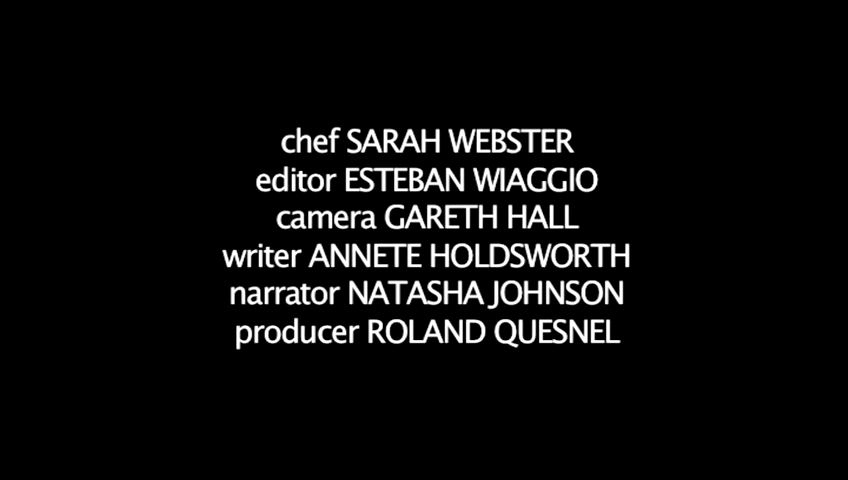 chef SARAH WEBSTER
editor ESTEBAN WIAGGIO
camera GARETH HALL
writer ANNETE HOLDSWORTH
narrator NATASHA JOHNSON
producer ROLAND QUESNEL